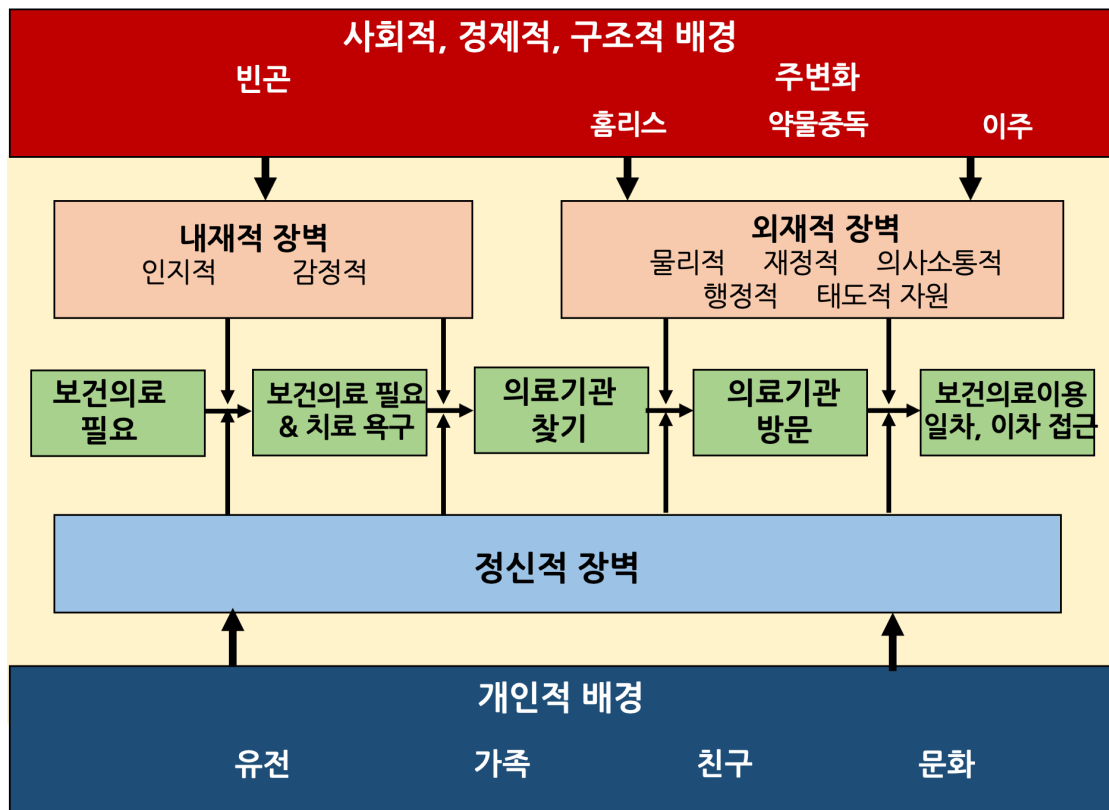 사회적, 경제적, 구조적 배경
빈곤 주변화
홈리스 약물중독 이주
내재적 장벽
인지적 감정적
외재적 장벽
물리적 재정적 의사소통적
행정적 태도적 자원
보건의료
필요
보건의료 필요
& 치료 욕구
의료기관
찾기
의료기관
방문
보건의료이용
일차, 이차 접근
정신적 장벽
개인적 배경
유전 가족 친구 문화